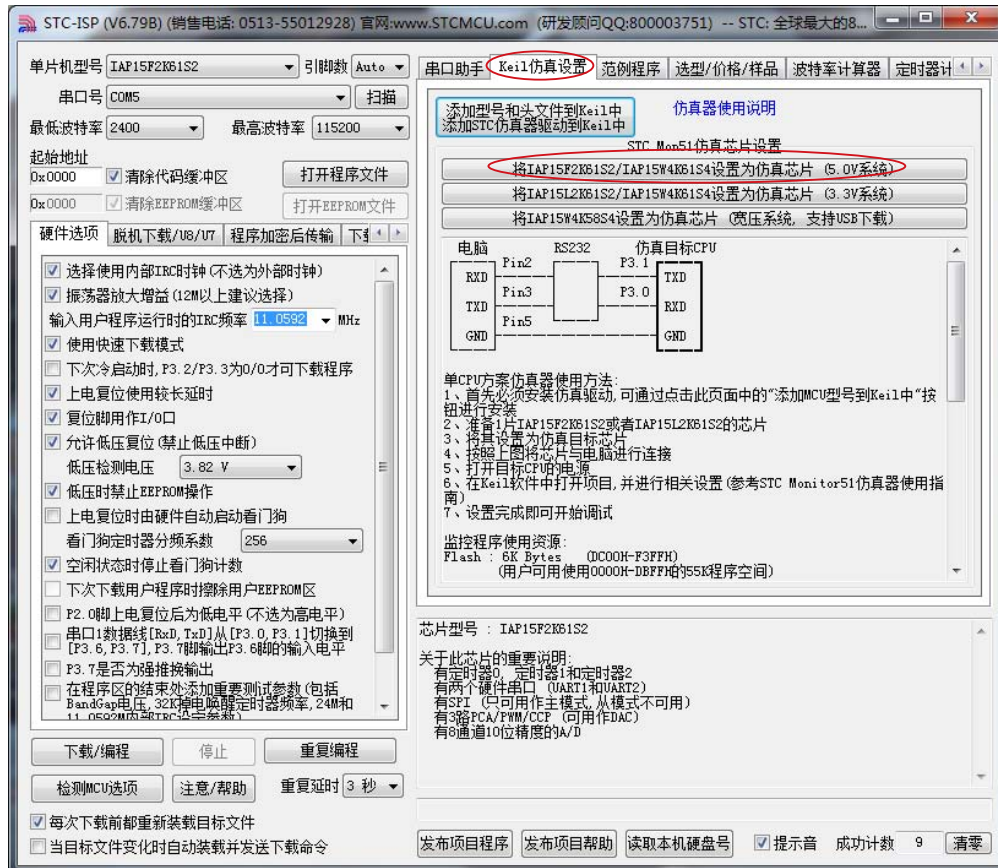 STC-ISP (V6.79B) (销售电话: 0513-55012928) 官网:www.STCMCU.com (研发顾问QQ:800003751) -- STC: 全球最大的8...
单片机型号 IAP15F2K61S2 引脚数 Auto
串口号 COM5 扫描
最低波特率 2400 最高波特率 115200
起始地址
0x0000 清除代码缓冲区 打开程序文件
0x0000 清除EEPROM缓冲区 打开EEPROM文件
硬件选项 脱机下载/U8/U7 程序加密后传输
选择使用内部IRC时钟(不选为外部时钟)
振荡器放大增益(12M以上建议选择)
输入用户程序运行时的IRC频率 11.0592 MHz
使用快速下载模式
下次冷启动时,P3.2/P3.3为0/0才可下载程序
上电复位使用较长延时
复位脚用作I/O口
允许低压复位(禁止低压中断)
低压检测电压 3.82 V
低压时禁止EEPROM操作
上电复位时由硬件自动启动看门狗
看门狗定时器分频系数 256
空闲状态时停止看门狗计数
下次下载用户程序时擦除用户EEPROM区
P2.0脚上电复位后为低电平(不选为高电平)
串口1数据线[RxD,TxD]从[P3.0,P3.1]切换到
[P3.6,P3.7],P3.7脚输出P3.6脚的输入电平
P3.7是否为强推挽输出
在程序区的结束处添加重要测试参数(包括
BandGap电压,32K掉电唤醒定时器频率,24M和
11.0592M内部IRC设定参数)
下载/编程 停止 重复编程
检测MCU选项 注意/帮助 重复延时 3 秒
每次下载前都重新装载目标文件
当目标文件变化时自动装载并发送下载命令
串口助手 Keil仿真设置 范例程序 选型/价格/样品 波特率计算器 定时器计
添加型号和头文件到Keil中
添加STC仿真器驱动到Keil中
仿真器使用说明
STC Mon51仿真芯片设置
将IAP15F2K61S2/IAP15W4K61S4设置为仿真芯片 (5.0V系统)
将IAP15L2K61S2/IAP15W4K61S4设置为仿真芯片 (3.3V系统)
将IAP15W4K58S4设置为仿真芯片 (宽压系统, 支持USB下载)
电脑 RS232 仿真目标CPU
Pin2 P3.1
RXD TXD
Pin3 P3.0
TXD RXD
Pin5
GND GND
单CPU方案仿真器使用方法:
1、首先必须安装仿真驱动,可通过点击此页面中的“添加MCU型号到Keil中”按
钮进行安装
2、准备1片IAP15F2K61S2或者IAP15L2K61S2的芯片
3、将其设置为仿真目标芯片
4、按照上图将芯片与电脑进行连接
5、打开目标CPU的电源
6、在Keil软件中打开项目,并进行相关设置(参考STC Monitor51仿真器使用指
南)
7、设置完成即可开始调试
监控程序使用资源:
Flash : 6K Bytes (DC00H-F3FFH)
(用户可用使用0000H-DBFFH的55K程序空间)
芯片型号 : IAP15F2K61S2
关于此芯片的重要说明:
有定时器0、定时器1和定时器2
有两个硬件串口 (UART1和UART2)
有SPI (只可用作主模式,从模式不可用)
有3路PCA/PWM/CCP (可用作DAC)
有8通道10位精度的A/D
发布项目程序 发布项目帮助 读取本机硬盘号 提示音 成功计数 9 清零